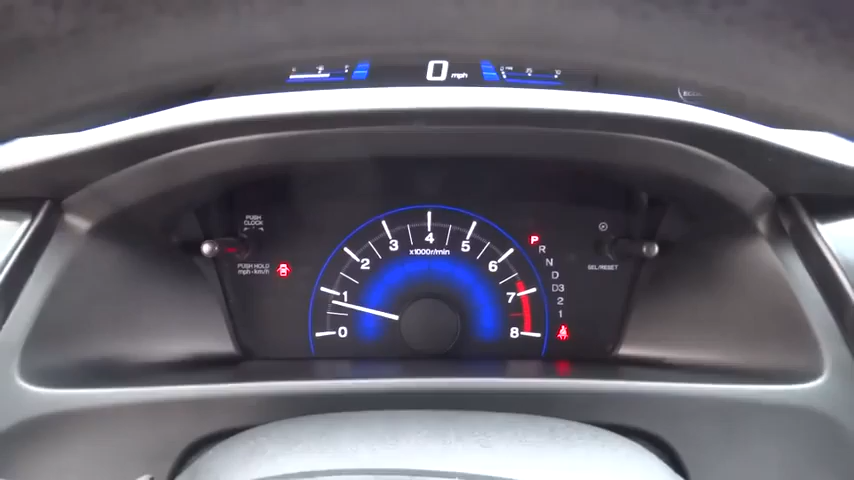 0 mph
PUSH
CLOCK
PUSH HOLD
mph↔km/h
SEL/RESET
x1000r/min
0
1
2
3
4
5
6
7
8
P
R
N
D
D3
2
1